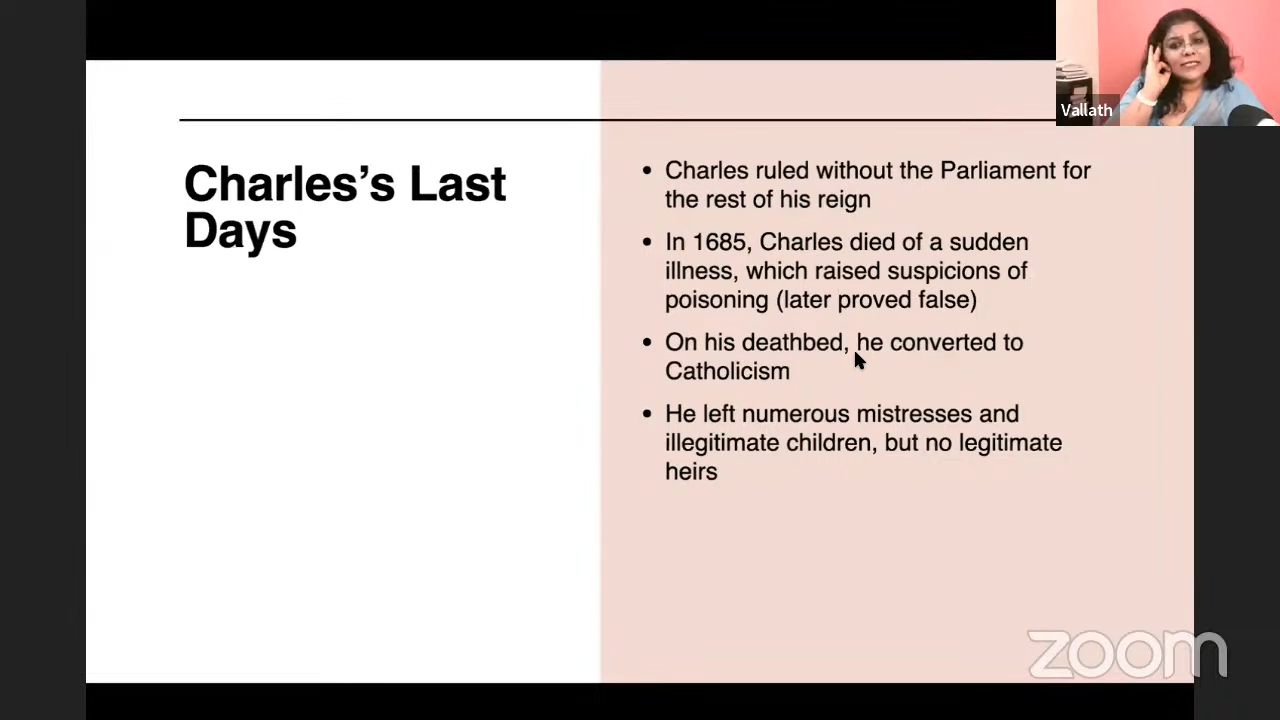 Vallath
Charles’s Last
Days
• Charles ruled without the Parliament for
the rest of his reign
• In 1685, Charles died of a sudden
illness, which raised suspicions of
poisoning (later proved false)
• On his deathbed, he converted to
Catholicism
• He left numerous mistresses and
illegitimate children, but no legitimate
heirs
zoom